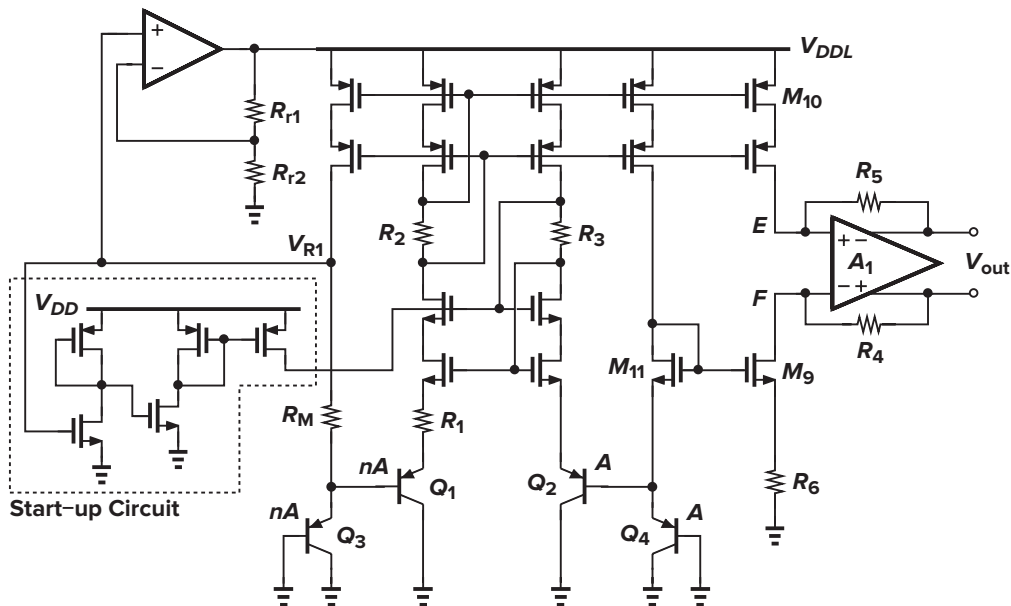 V_DDL
+
−
M_10
R_r1
R_r2
R_5
R_2
R_3
E
V_R1
+ −
A_1
V_out
− +
F
V_DD
R_4
M_11
M_9
R_M
R_1
nA
A
R_6
Q_1
Q_2
nA
A
Start−up Circuit
Q_3
Q_4